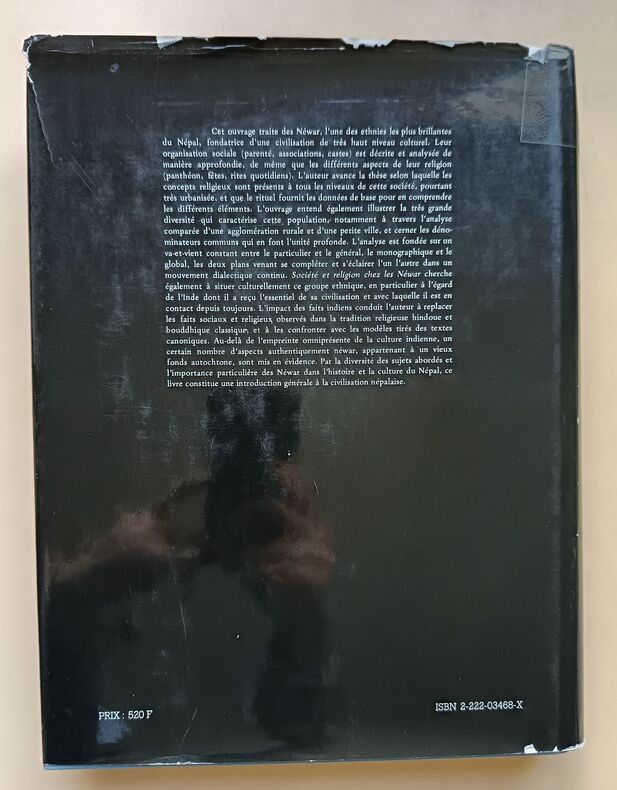 Cet ouvrage traite des Néwar, l'une des ethnies les plus brillantes
du Népal, fondatrice d'une civilisation de très haut niveau culturel. Leur
organisation sociale (parenté, associations, castes) est décrite et analysée de
manière approfondie, de même que les différents aspects de leur religion
(panthéon, fêtes, rites quotidiens). L'auteur avance la thèse selon laquelle les
concepts religieux sont présents à tous les niveaux de cette société, pourtant
très urbanisée, et que le rituel fournit les données de base pour en comprendre
les différents éléments. L'ouvrage entend également illustrer la très grande
diversité qui caractérise cette population, notamment à travers l'analyse
comparée d'une agglomération rurale et d'une petite ville, et cerner les déno-
minateurs communs qui en font l'unité profonde. L'analyse est fondée sur un
va-et-vient constant entre le particulier et le général, le monographique et le
global, les deux plans venant se compléter et s'éclairer l'un l'autre dans un
mouvement dialectique continu. Société et religion chez les Néwar cherche
également à situer culturellement ce groupe ethnique, en particulier à l'égard
de l'Inde dont il a reçu l'essentiel de sa civilisation et avec laquelle il est en
contact depuis toujours. L'impact des faits indiens conduit l'auteur à replacer
les faits sociaux et religieux observés dans la tradition religieuse hindoue et
bouddhique classique, et à les confronter avec les modèles tirés des textes
canoniques. Au-delà de l'empreinte omniprésente de la culture indienne, un
certain nombre d'aspects authentiquement néwar, appartenant à un vieux
fonds autochtone, sont mis en évidence. Par la diversité des sujets abordés et
l'importance particulière des Néwar dans l'histoire et la culture du Népal, ce
livre constitue une introduction générale à la civilisation népalaise.
PRIX : 520 F
ISBN 2-222-03468-X